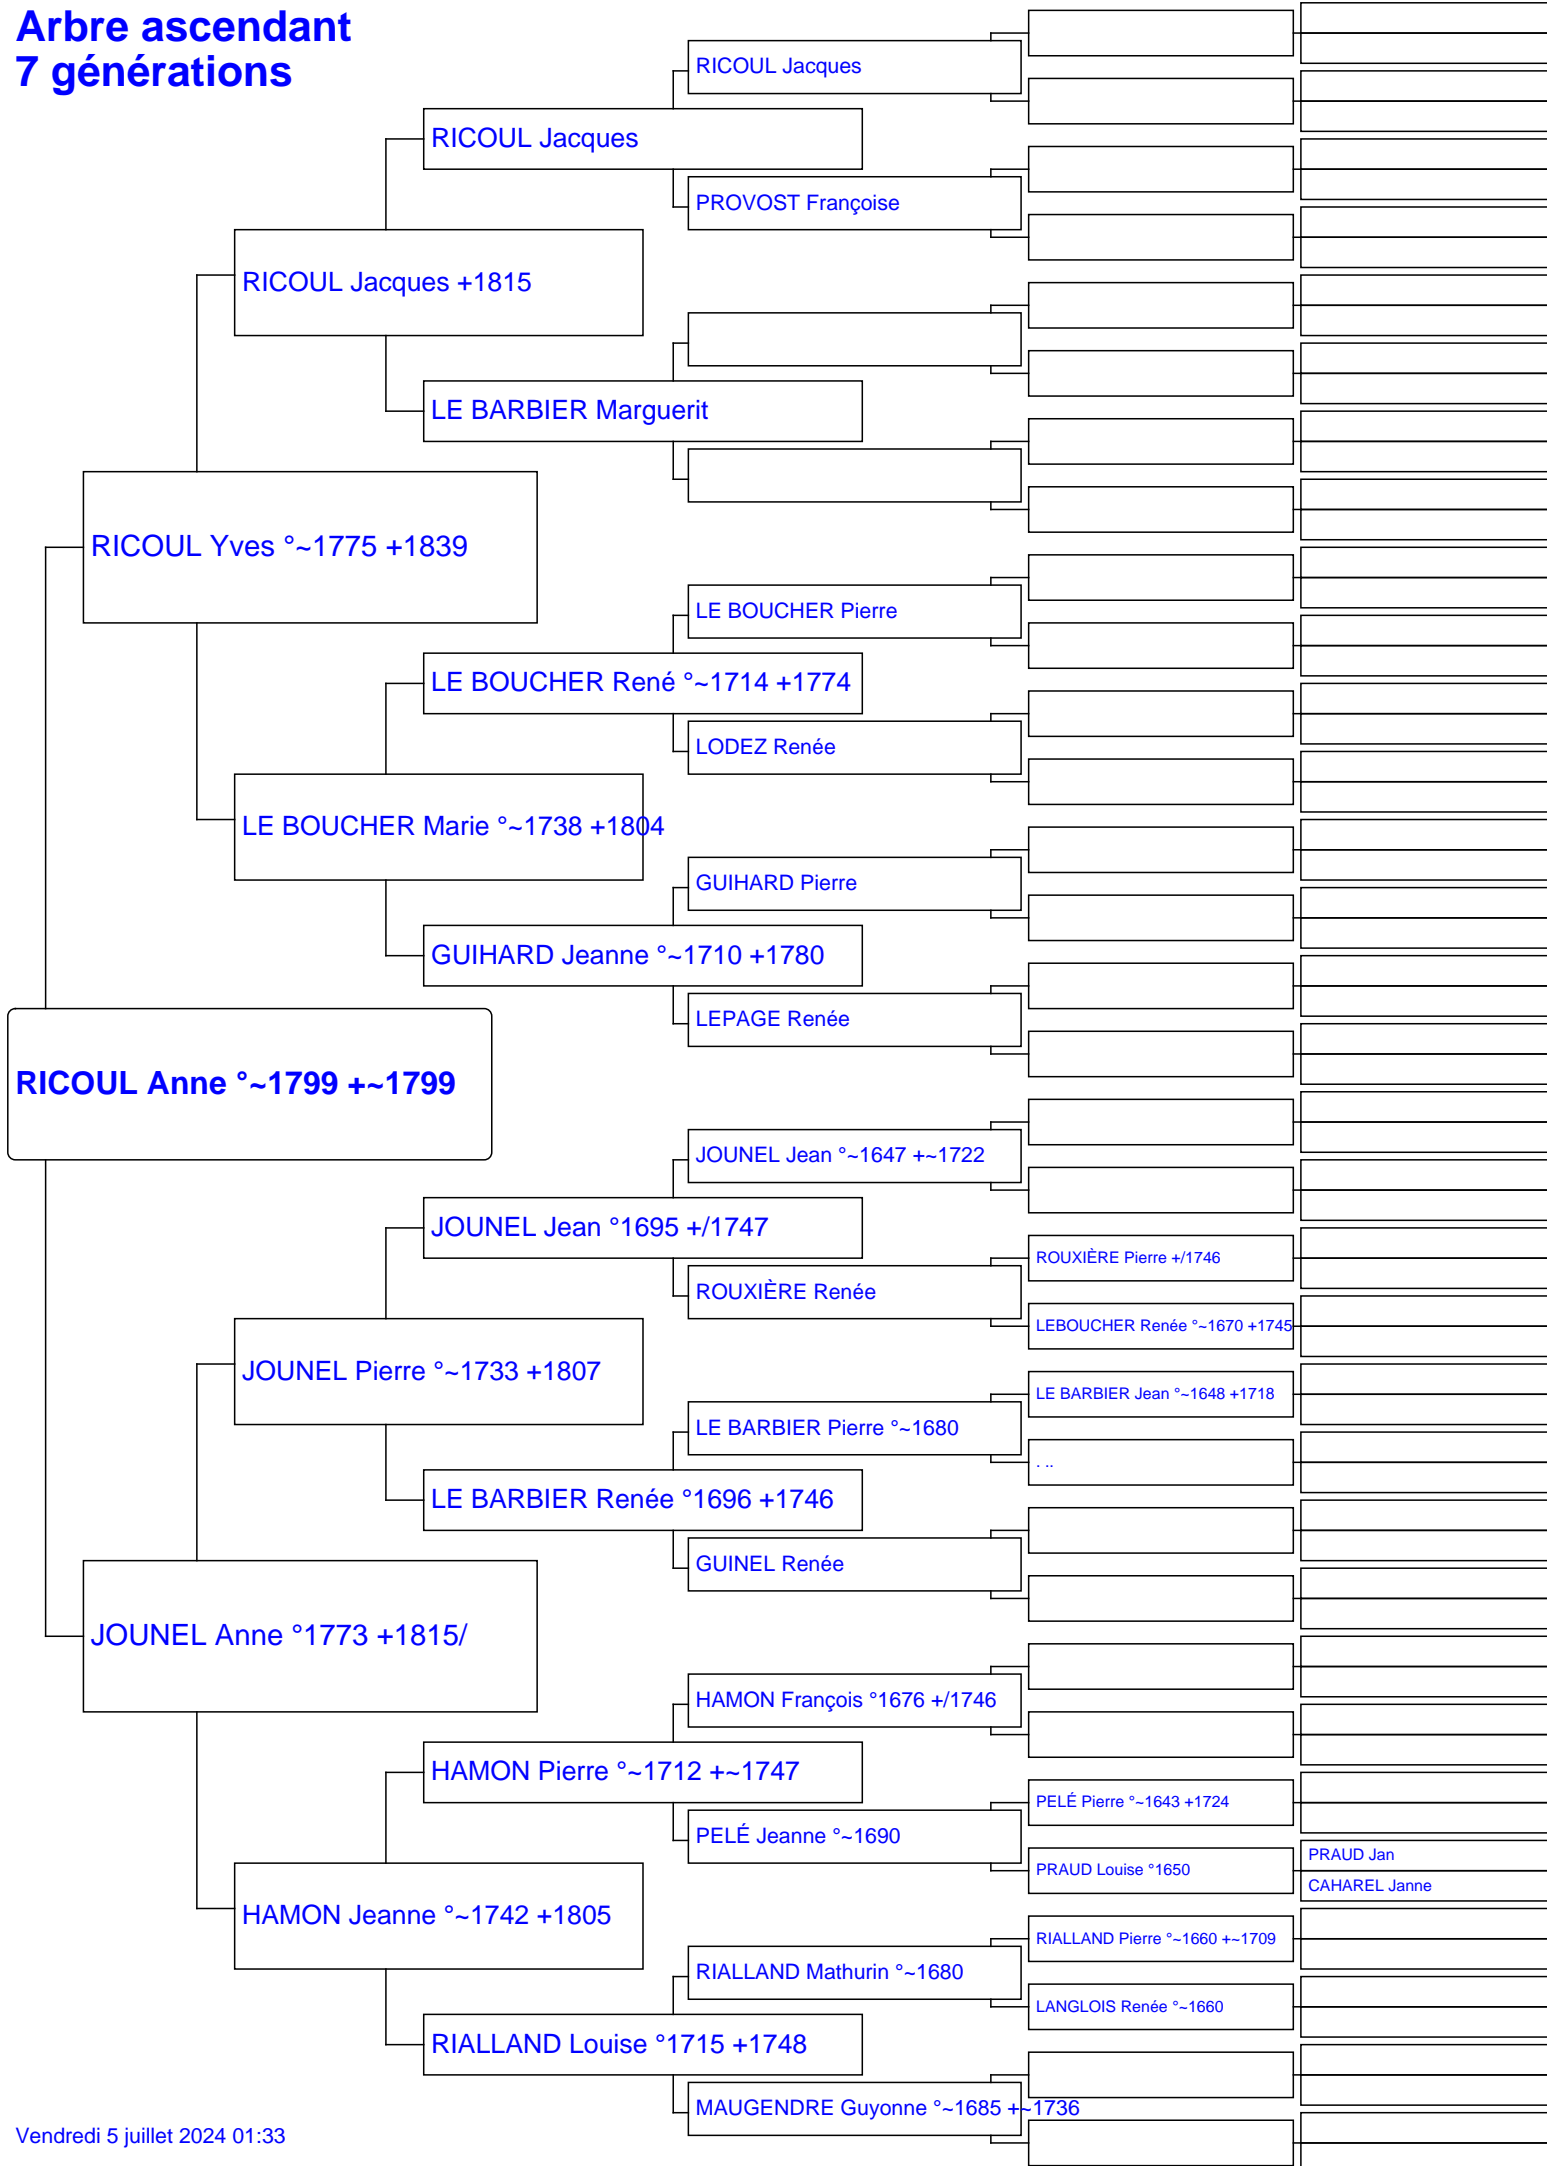 Arbre ascendant
7 générations
RICOUL Jacques
RICOUL Jacques
PROVOST Françoise
RICOUL Jacques +1815
LE BARBIER Marguerit
RICOUL Yves °~1775 +1839
LE BOUCHER Pierre
LE BOUCHER René °~1714 +1774
LODEZ Renée
LE BOUCHER Marie °~1738 +1804
GUIHARD Pierre
GUIHARD Jeanne °~1710 +1780
LEPAGE Renée
RICOUL Anne °~1799 +~1799
JOUNEL Jean °~1647 +~1722
JOUNEL Jean °1695 +/1747
ROUXIÈRE Pierre +/1746
ROUXIÈRE Renée
LEBOUCHER Renée °~1670 +1745
JOUNEL Pierre °~1733 +1807
LE BARBIER Jean °~1648 +1718
LE BARBIER Pierre °~1680
. ..
LE BARBIER Renée °1696 +1746
GUINEL Renée
JOUNEL Anne °1773 +1815/
HAMON François °1676 +/1746
HAMON Pierre °~1712 +~1747
PELÉ Pierre °~1643 +1724
PELÉ Jeanne °~1690
PRAUD Jan
PRAUD Louise °1650
CAHAREL Janne
HAMON Jeanne °~1742 +1805
RIALLAND Pierre °~1660 +~1709
RIALLAND Mathurin °~1680
LANGLOIS Renée °~1660
RIALLAND Louise °1715 +1748
MAUGENDRE Guyonne °~1685 +~1736
Vendredi 5 juillet 2024 01:33